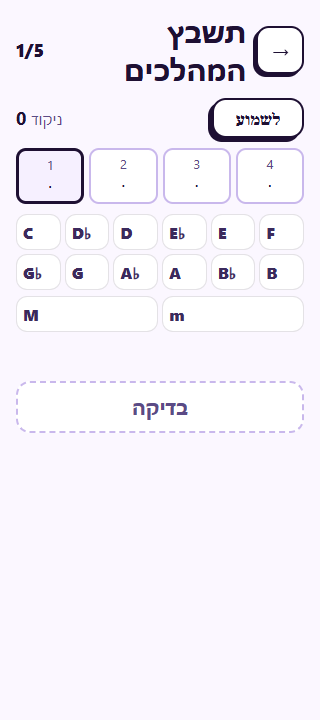 →
תשבץ
המהלכים
1/5
לשמוע
ניקוד 0
1 2 3 4
. . . .
C D♭ D E♭ E F
G♭ G A♭ A B♭ B
M m
בדיקה